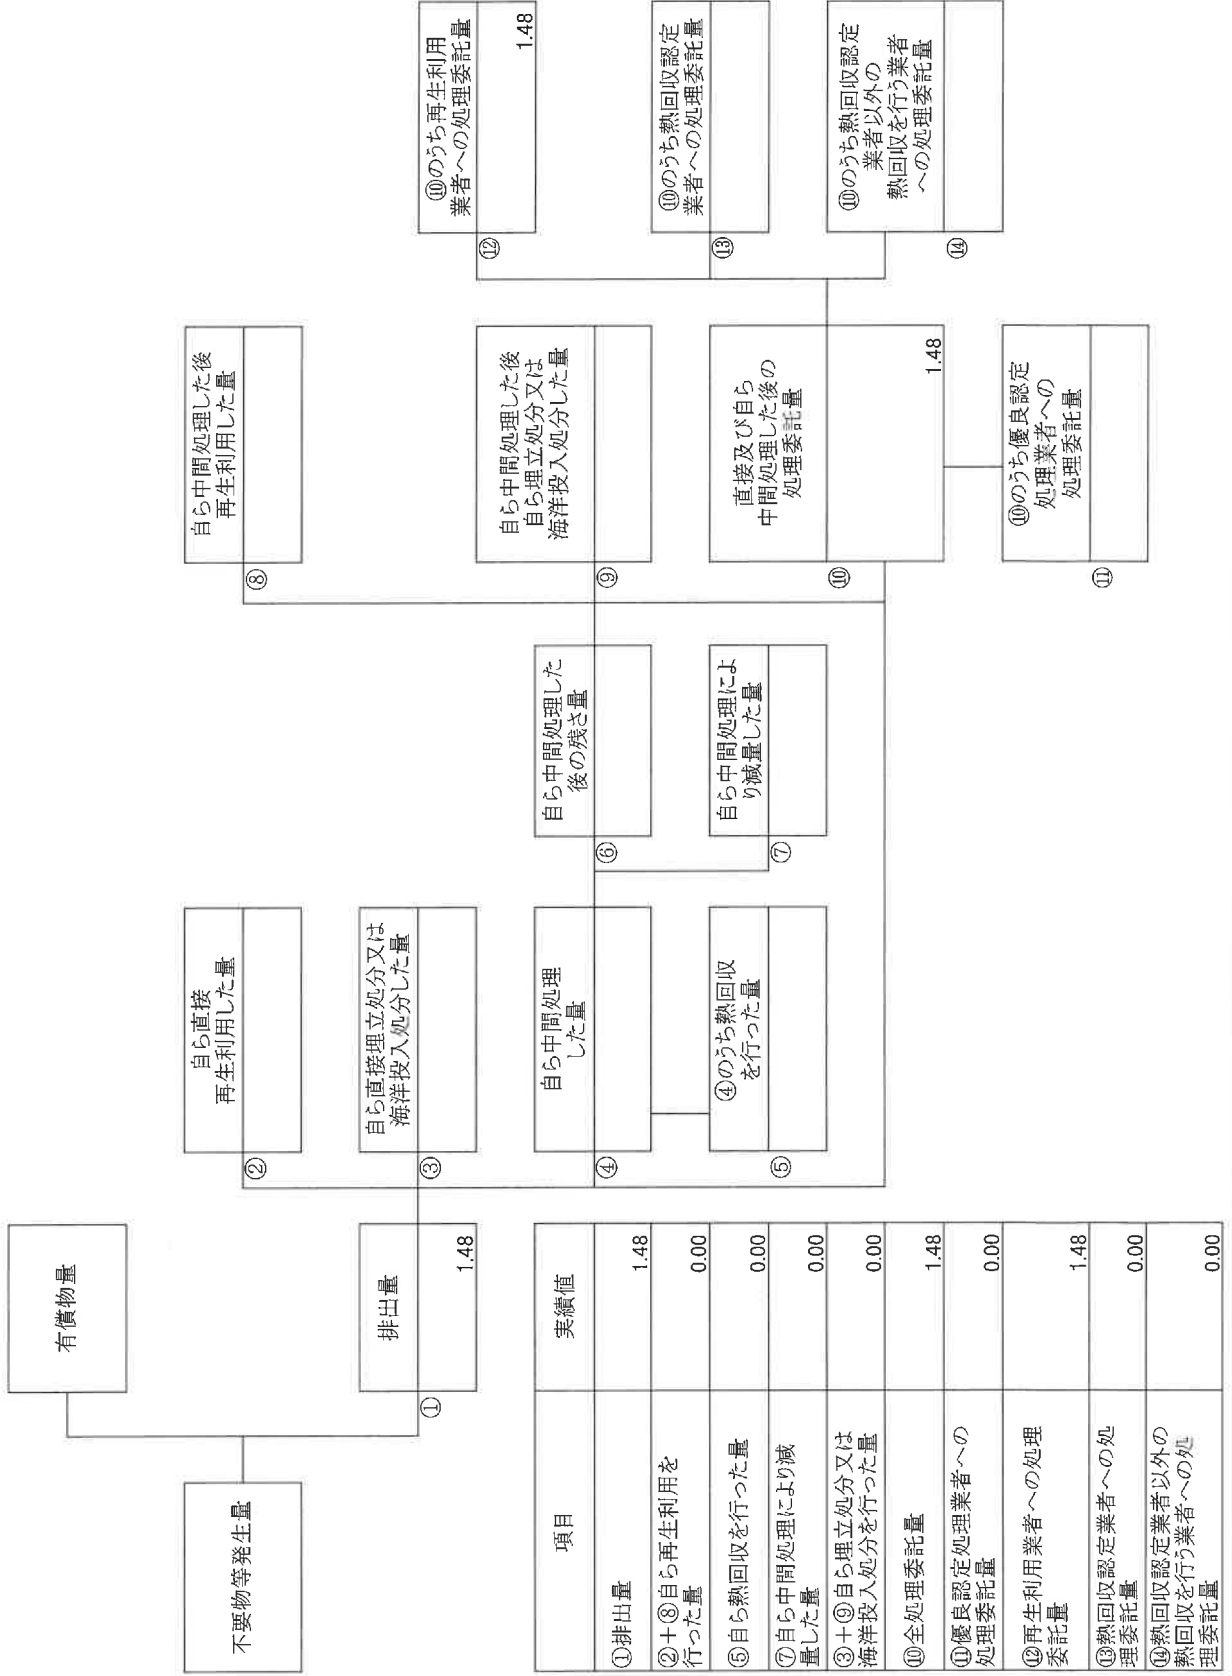 不要物等発生量
有償物量
①
排出量
1.48
②
自ら直接
再生利用した量
③
自ら直接埋立処分又は
海洋投入処分した量
④
自ら中間処理
した量
⑤
④のうち熱回収
を行った量
⑥
自ら中間処理した
後の残さ量
⑦
自ら中間処理によ
り減量した量
⑧
自ら中間処理した後
再生利用した量
⑨
自ら中間処理した後
自ら埋立処分又は
海洋投入処分した量
⑩
直接及び自ら
中間処理した後の
処理委託量
1.48
⑪
⑩のうち優良認定
処理業者への
処理委託量
⑫
⑩のうち再生利用
業者への処理委託量
1.48
⑬
⑩のうち熱回収認定
業者への処理委託量
⑭
⑩のうち熱回収認定
業者以外の
熱回収を行う業者
への処理委託量
項目 実績値
①排出量 1.48
②+⑧自ら再生利用を
行った量 0.00
⑤自ら熱回収を行った量 0.00
⑦自ら中間処理により減
量した量 0.00
③+⑨自ら埋立処分又は
海洋投入処分を行った量 0.00
⑩全処理委託量 1.48
⑪優良認定処理業者への
処理委託量 0.00
⑫再生利用業者への処理
委託量 1.48
⑬熱回収認定業者への処
理委託量 0.00
⑭熱回収認定業者以外の
熱回収を行う業者への処
理委託量 0.00